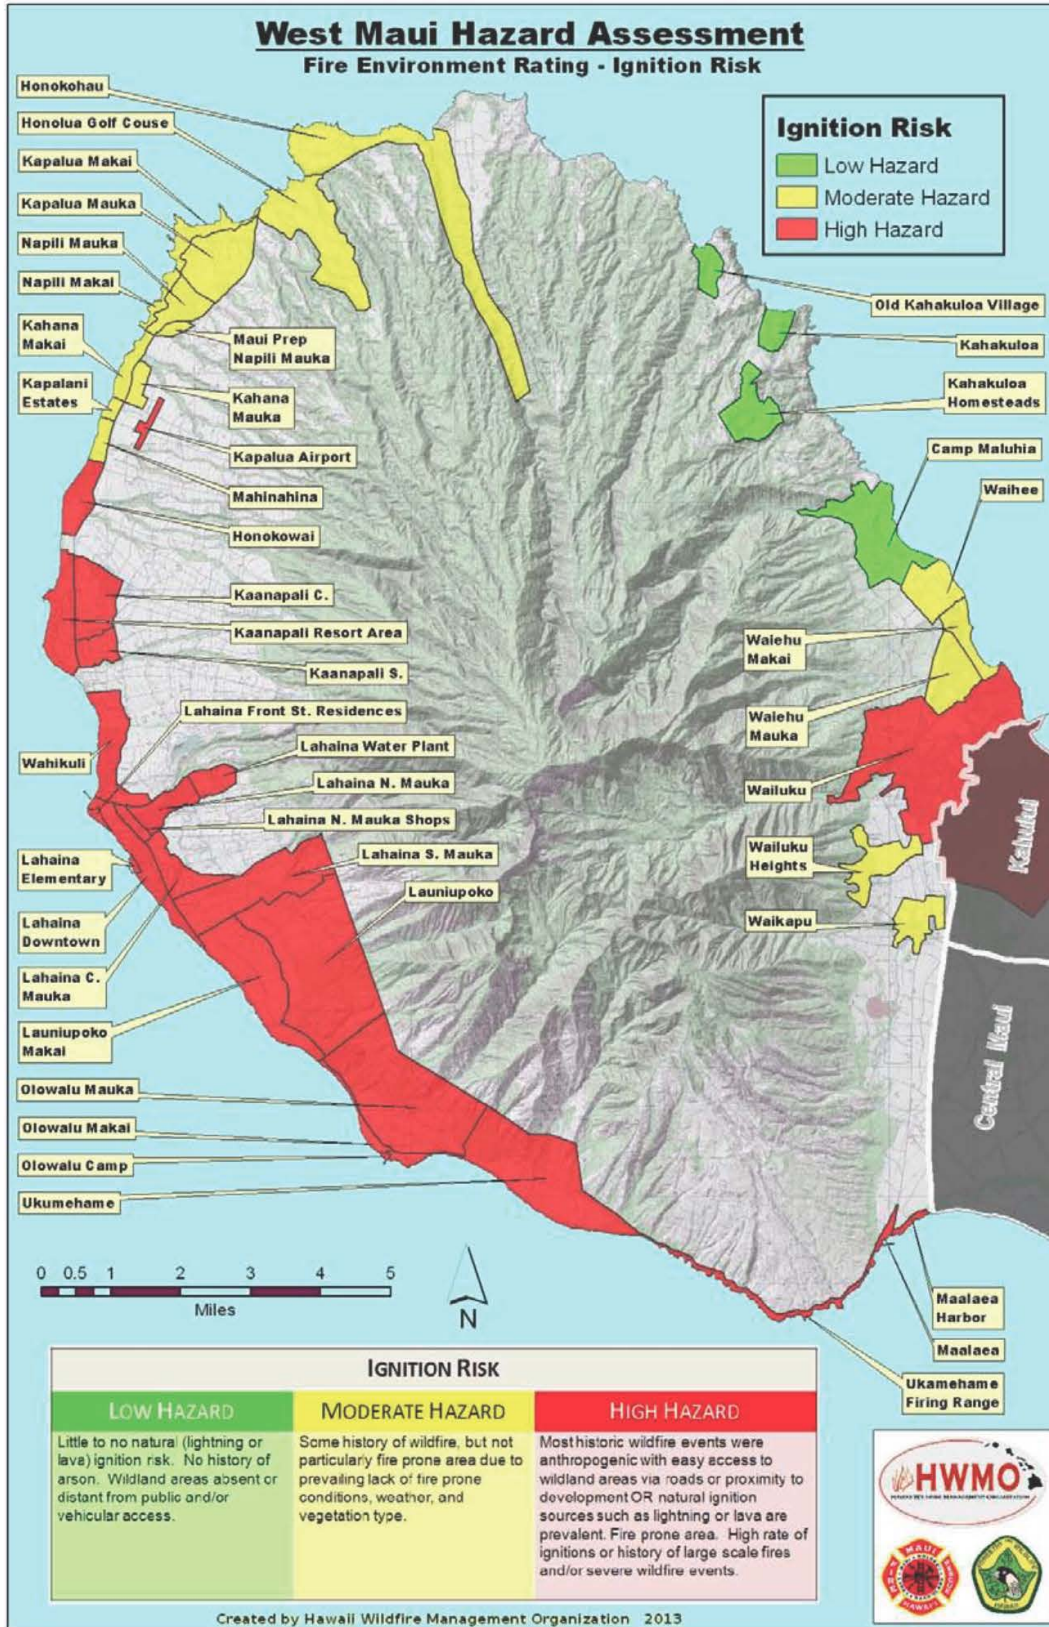 West Maui Hazard Assessment
Fire Environment Rating - Ignition Risk
Honokohau
Honolua Golf Couse
Kapalua Makai
Kapalua Mauka
Napili Mauka
Napili Makai
Kahana
Makai
Kapalani
Estates
Maui Prep
Napili Mauka
Kahana
Mauka
Kapalua Airport
Mahinahina
Honokowai
Kaanapali C.
Kaanapali Resort Area
Kaanapali S.
Lahaina Front St. Residences
Wahikuli
Lahaina Water Plant
Lahaina N. Mauka
Lahaina N. Mauka Shops
Lahaina
Elementary
Lahaina S. Mauka
Launiupoko
Lahaina
Downtown
Lahaina C.
Mauka
Launiupoko
Makai
Olowalu Mauka
Olowalu Makai
Olowalu Camp
Ukumehame
Ignition Risk
Low Hazard
Moderate Hazard
High Hazard
Old Kahakuloa Village
Kahakuloa
Kahakuloa
Homesteads
Camp Maluhia
Waihee
Waiehu
Makai
Waiehu
Mauka
Wailuku
Wailuku
Heights
Waikapu
Kahului
Central Maui
Maalaea
Harbor
Maalaea
Ukamehame
Firing Range
0 0.5 1 2 3 4 5
Miles
N
IGNITION RISK
LOW HAZARD
Little to no natural (lightning or
lava) ignition risk. No history of
arson. Wildland areas absent or
distant from public and/or
vehicular access.
MODERATE HAZARD
Some history of wildfire, but not
particularly fire prone area due to
prevailing lack of fire prone
conditions, weather, and
vegetation type.
HIGH HAZARD
Most historic wildfire events were
anthropogenic with easy access to
wildland areas via roads or proximity to
development OR natural ignition
sources such as lightning or lava are
prevalent. Fire prone area. High rate of
ignitions or history of large scale fires
and/or severe wildfire events.
HWMO
MAUI
FIRE
HAWAII
Created by Hawaii Wildfire Management Organization 2013